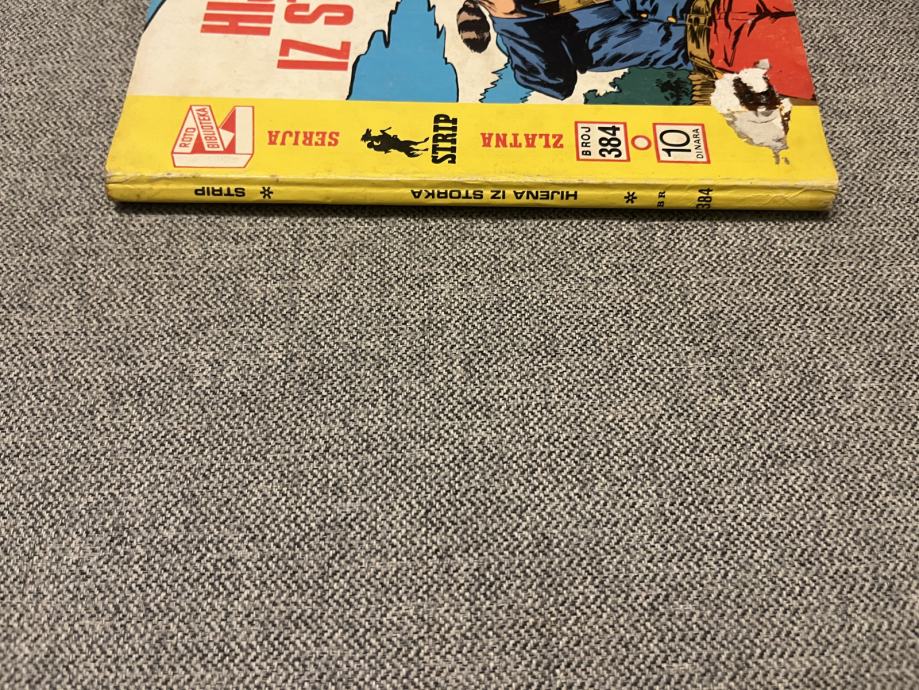 IZ S
ROTO
BIBLIOTEKA
SERIJA
STRIP
ZLATNA
BROJ
384
10
DINARA
STRIP * HIJENA IZ STORKA * BR 384